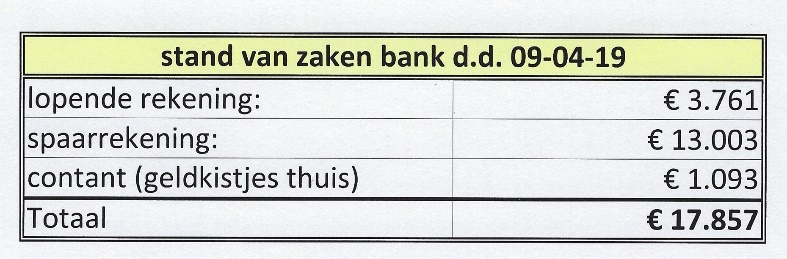 stand van zaken bank d.d. 09-04-19
lopende rekening: € 3.761
spaarrekening: € 13.003
contant (geldkistjes thuis) € 1.093
Totaal € 17.857